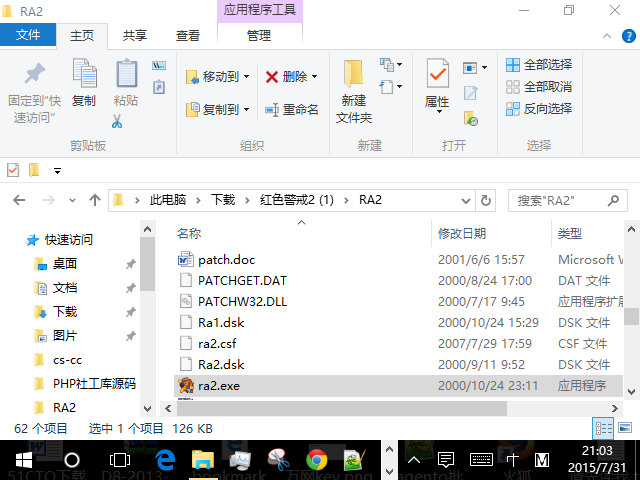 RA2
应用程序工具
文件 主页 共享 查看 管理
固定到"快速访问"
复制
粘贴
移动到
复制到
删除
重命名
新建
文件夹
属性
全部选择
全部取消
反向选择
剪贴板 组织 新建 打开 选择
此电脑 下载 红色警戒2 (1) RA2
搜索"RA2"
名称 修改日期 类型
快速访问
桌面
文档
下载
图片
cs-cc
PHP社工库源码
RA2
patch.doc 2001/6/6 15:57 Microsoft W
PATCHGET.DAT 2000/8/24 17:00 DAT 文件
PATCHW32.DLL 2000/7/17 9:45 应用程序扩展
Ra1.dsk 2000/10/24 15:29 DSK 文件
ra2.csf 2007/7/29 17:59 CSF 文件
Ra2.dsk 2000/9/11 9:52 DSK 文件
ra2.exe 2000/10/24 23:11 应用程序
62 个项目 选中 1 个项目 126 KB
21:03
2015/7/31